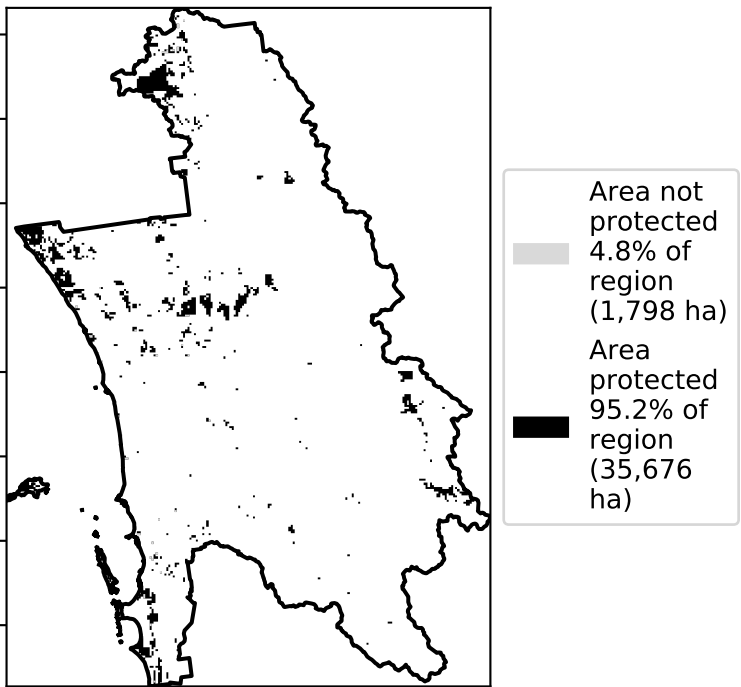 Area not
protected
4.8% of
region
(1,798 ha)
Area
protected
95.2% of
region
(35,676
ha)